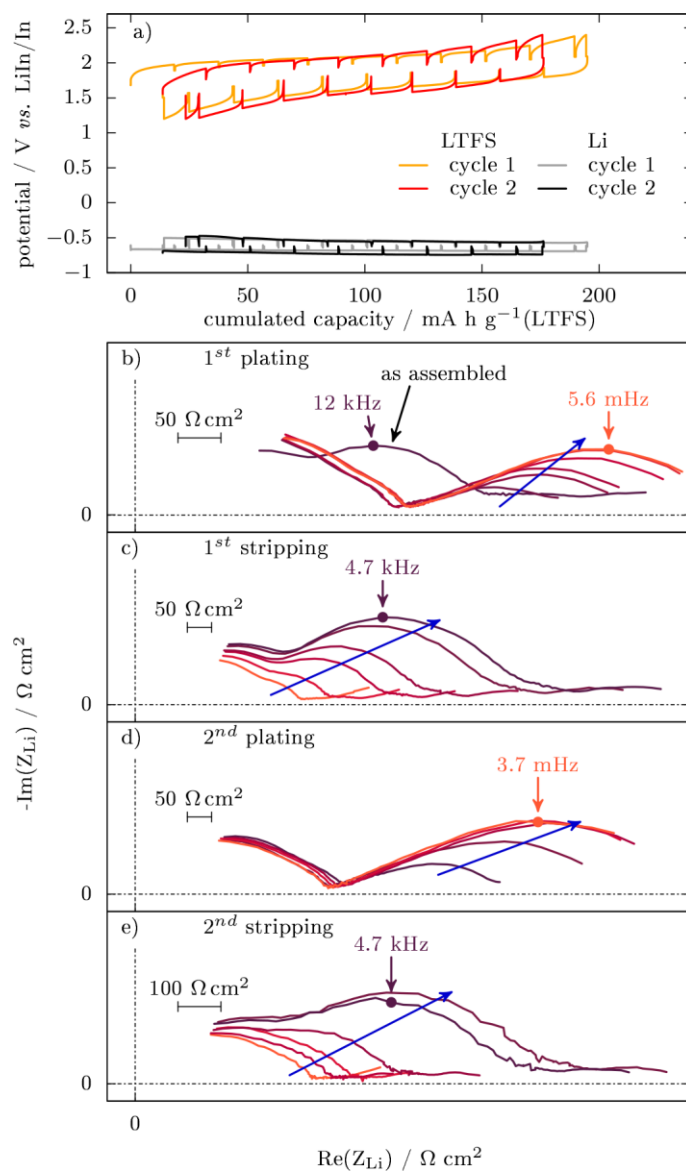 a)
potential / V vs. LiIn/In
2.5
2
1.5
1
0.5
0
−0.5
−1
LTFS Li
cycle 1 cycle 1
cycle 2 cycle 2
0 50 100 150 200
cumulated capacity / mA h g⁻¹(LTFS)
b) 1ˢᵗ plating
as assembled
50 Ω cm² 12 kHz 5.6 mHz
0
c) 1ˢᵗ stripping
4.7 kHz
50 Ω cm²
0
-Im(Z_Li) / Ω cm²
d) 2ⁿᵈ plating
3.7 mHz
50 Ω cm²
0
e) 2ⁿᵈ stripping
4.7 kHz
100 Ω cm²
0
0
Re(Z_Li) / Ω cm²